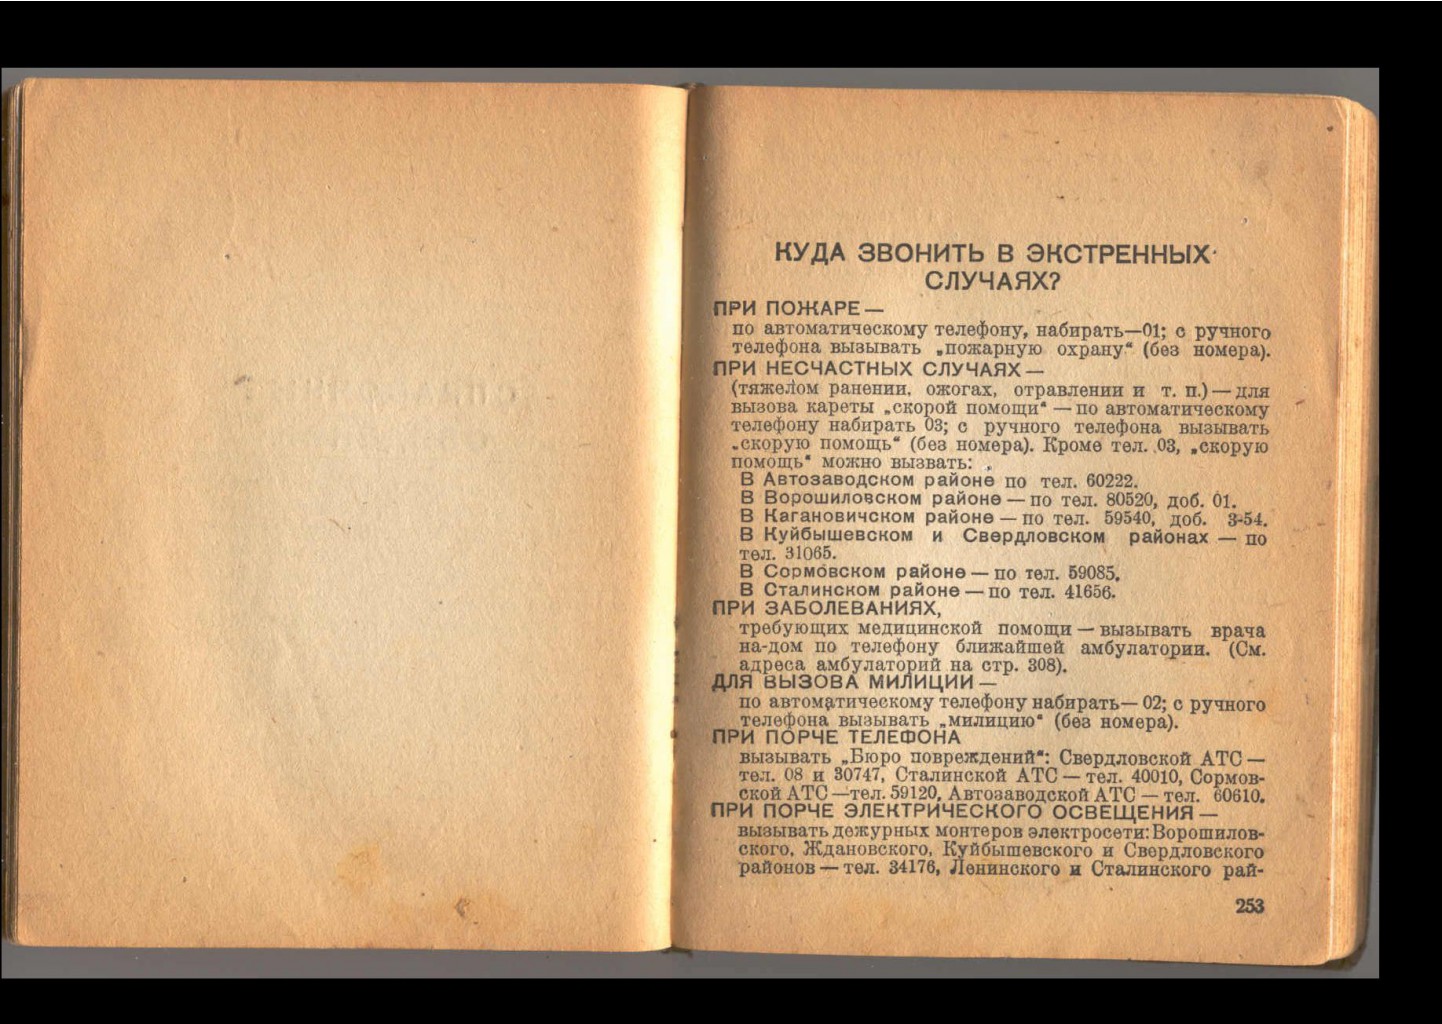 КУДА ЗВОНИТЬ В ЭКСТРЕННЫХ
СЛУЧАЯХ?
ПРИ ПОЖАРЕ —
по автоматическому телефону, набирать—01; с ручного
телефона вызывать „пожарную охрану“ (без номера).
ПРИ НЕСЧАСТНЫХ СЛУЧАЯХ —
(тяжелом ранении, ожогах, отравлении и т. п.) — для
вызова кареты „скорой помощи“ — по автоматическому
телефону набирать 03; с ручного телефона вызывать
„скорую помощь“ (без номера). Кроме тел. 03, „скорую
помощь“ можно вызвать:
В Автозаводском районе по тел. 60222.
В Ворошиловском районе — по тел. 80520, доб. 01.
В Кагановичском районе — по тел. 59540, доб. 3-54.
В Куйбышевском и Свердловском районах — по
тел. 31065.
В Сормовском районе — по тел. 59085.
В Сталинском районе — по тел. 41656.
ПРИ ЗАБОЛЕВАНИЯХ,
требующих медицинской помощи — вызывать врача
на-дом по телефону ближайшей амбулатории. (См.
адреса амбулаторий на стр. 308).
ДЛЯ ВЫЗОВА МИЛИЦИИ —
по автоматическому телефону набирать— 02; с ручного
телефона вызывать „милицию“ (без номера).
ПРИ ПОРЧЕ ТЕЛЕФОНА
вызывать „Бюро повреждений“: Свердловской АТС —
тел. 08 и 30747, Сталинской АТС — тел. 40010, Сормов-
ской АТС —тел. 59120, Автозаводской АТС — тел. 60610.
ПРИ ПОРЧЕ ЭЛЕКТРИЧЕСКОГО ОСВЕЩЕНИЯ —
вызывать дежурных монтеров электросети: Ворошилов-
ского, Ждановского, Куйбышевского и Свердловского
районов — тел. 34176, Ленинского и Сталинского рай-
253